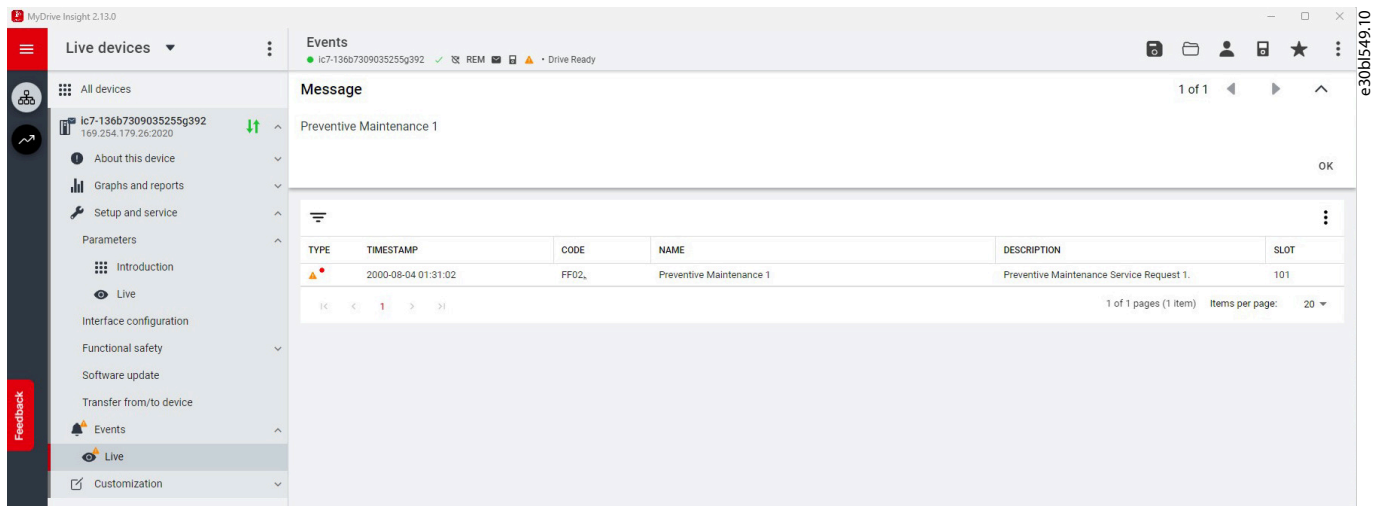 MyDrive Insight 2.13.0
Live devices
Events
ic7-136b7309035255g392 REM • Drive Ready
All devices
ic7-136b7309035255g392
169.254.179.26:2020
About this device
Graphs and reports
Setup and service
Parameters
Introduction
Live
Interface configuration
Functional safety
Software update
Transfer from/to device
Events
Live
Customization
Feedback
Message 1 of 1
Preventive Maintenance 1
OK
TYPE TIMESTAMP CODE NAME DESCRIPTION SLOT
2000-08-04 01:31:02 FF02ₓ Preventive Maintenance 1 Preventive Maintenance Service Request 1. 101
1 1 of 1 pages (1 item) Items per page: 20
e30bl549.10